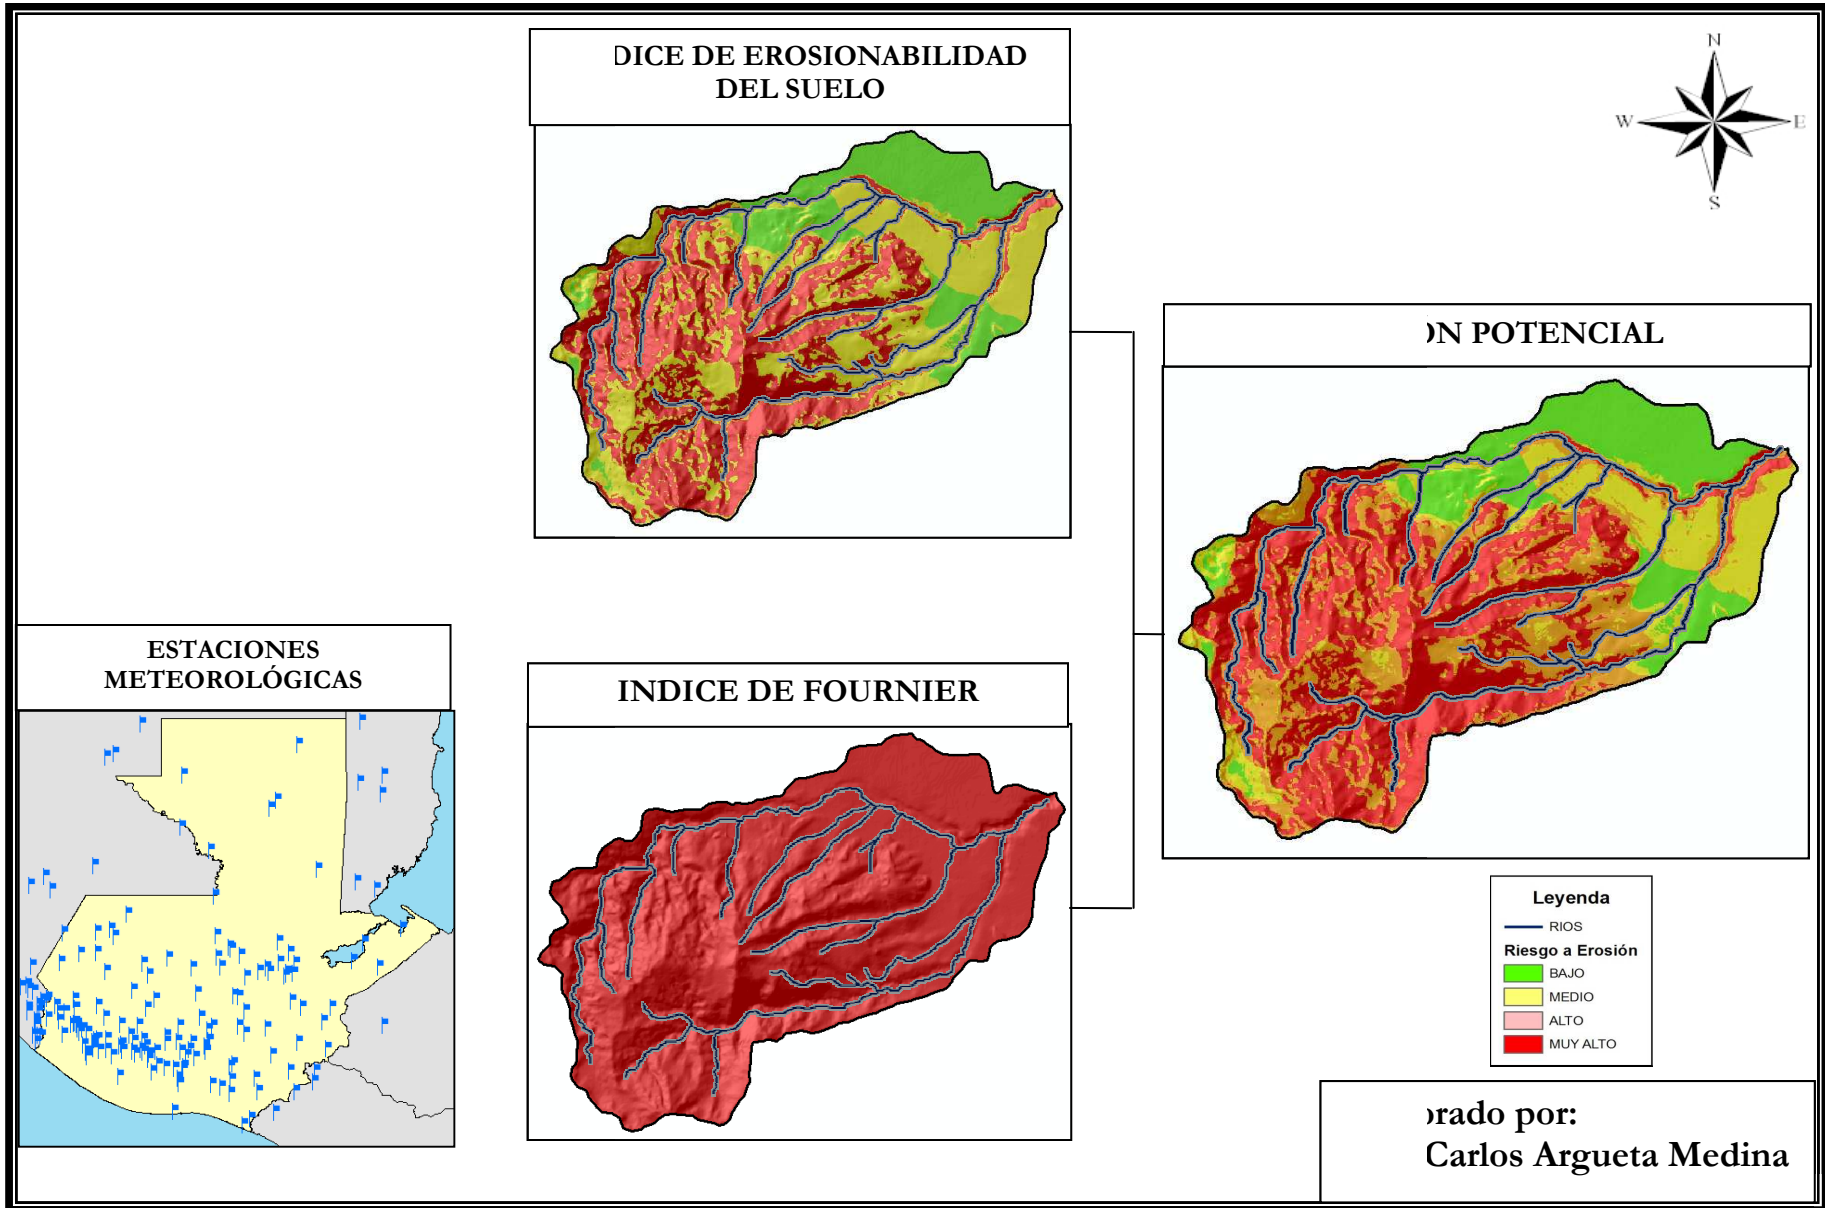 DICE DE EROSIONABILIDAD
DEL SUELO
N
W
E
S
ÓN POTENCIAL
ESTACIONES
METEOROLÓGICAS
INDICE DE FOURNIER
Leyenda
RIOS
Riesgo a Erosión
BAJO
MEDIO
ALTO
MUY ALTO
orado por:
Carlos Argueta Medina